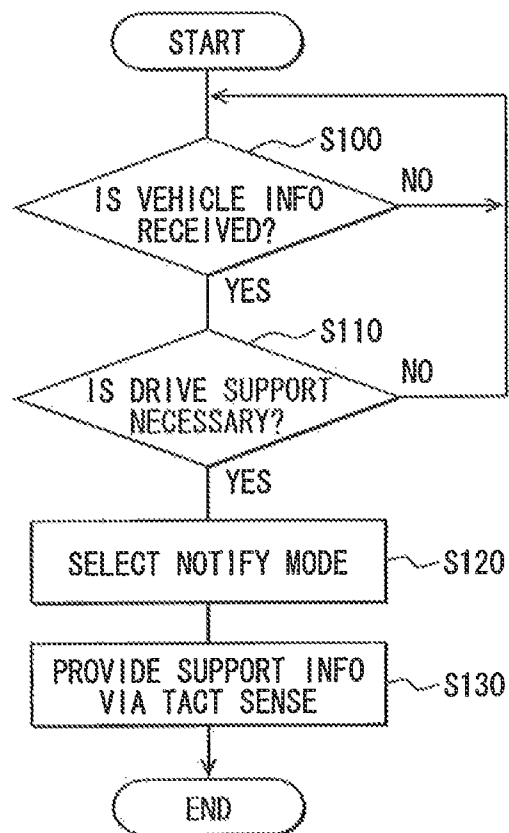 START
S100
IS VEHICLE INFO
RECEIVED?
NO
YES
S110
IS DRIVE SUPPORT
NECESSARY?
NO
YES
SELECT NOTIFY MODE
S120
PROVIDE SUPPORT INFO
VIA TACT SENSE
S130
END